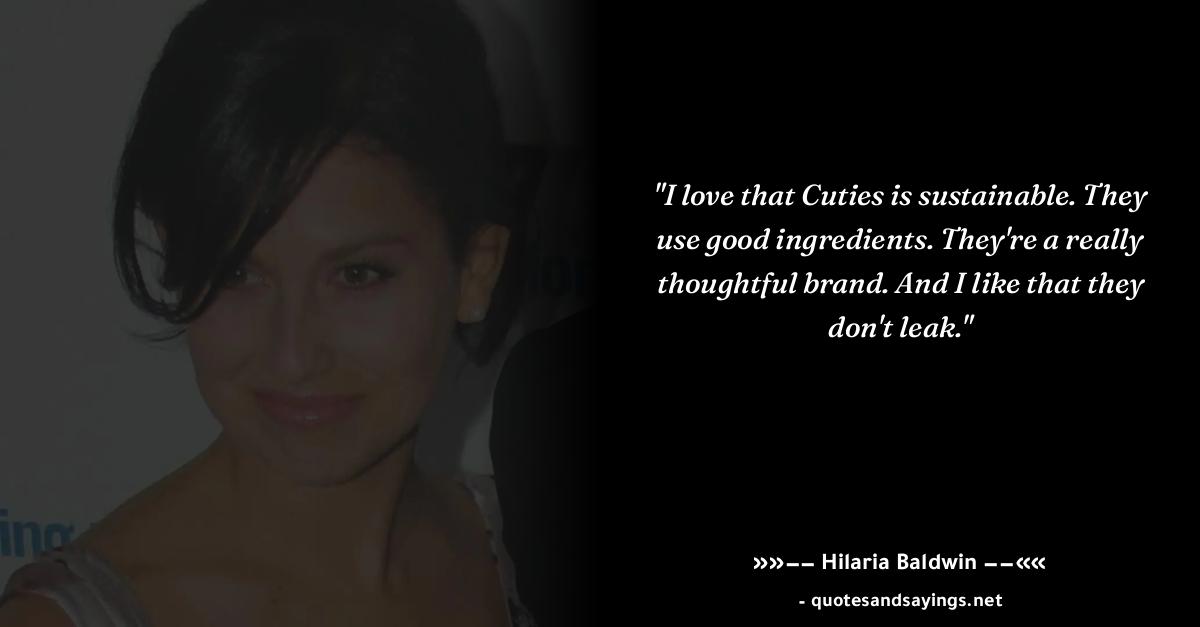 "I love that Cuties is sustainable. They
use good ingredients. They're a really
thoughtful brand. And I like that they
don't leak."
»»–– Hilaria Baldwin ––««
- quotesandsayings.net
ing